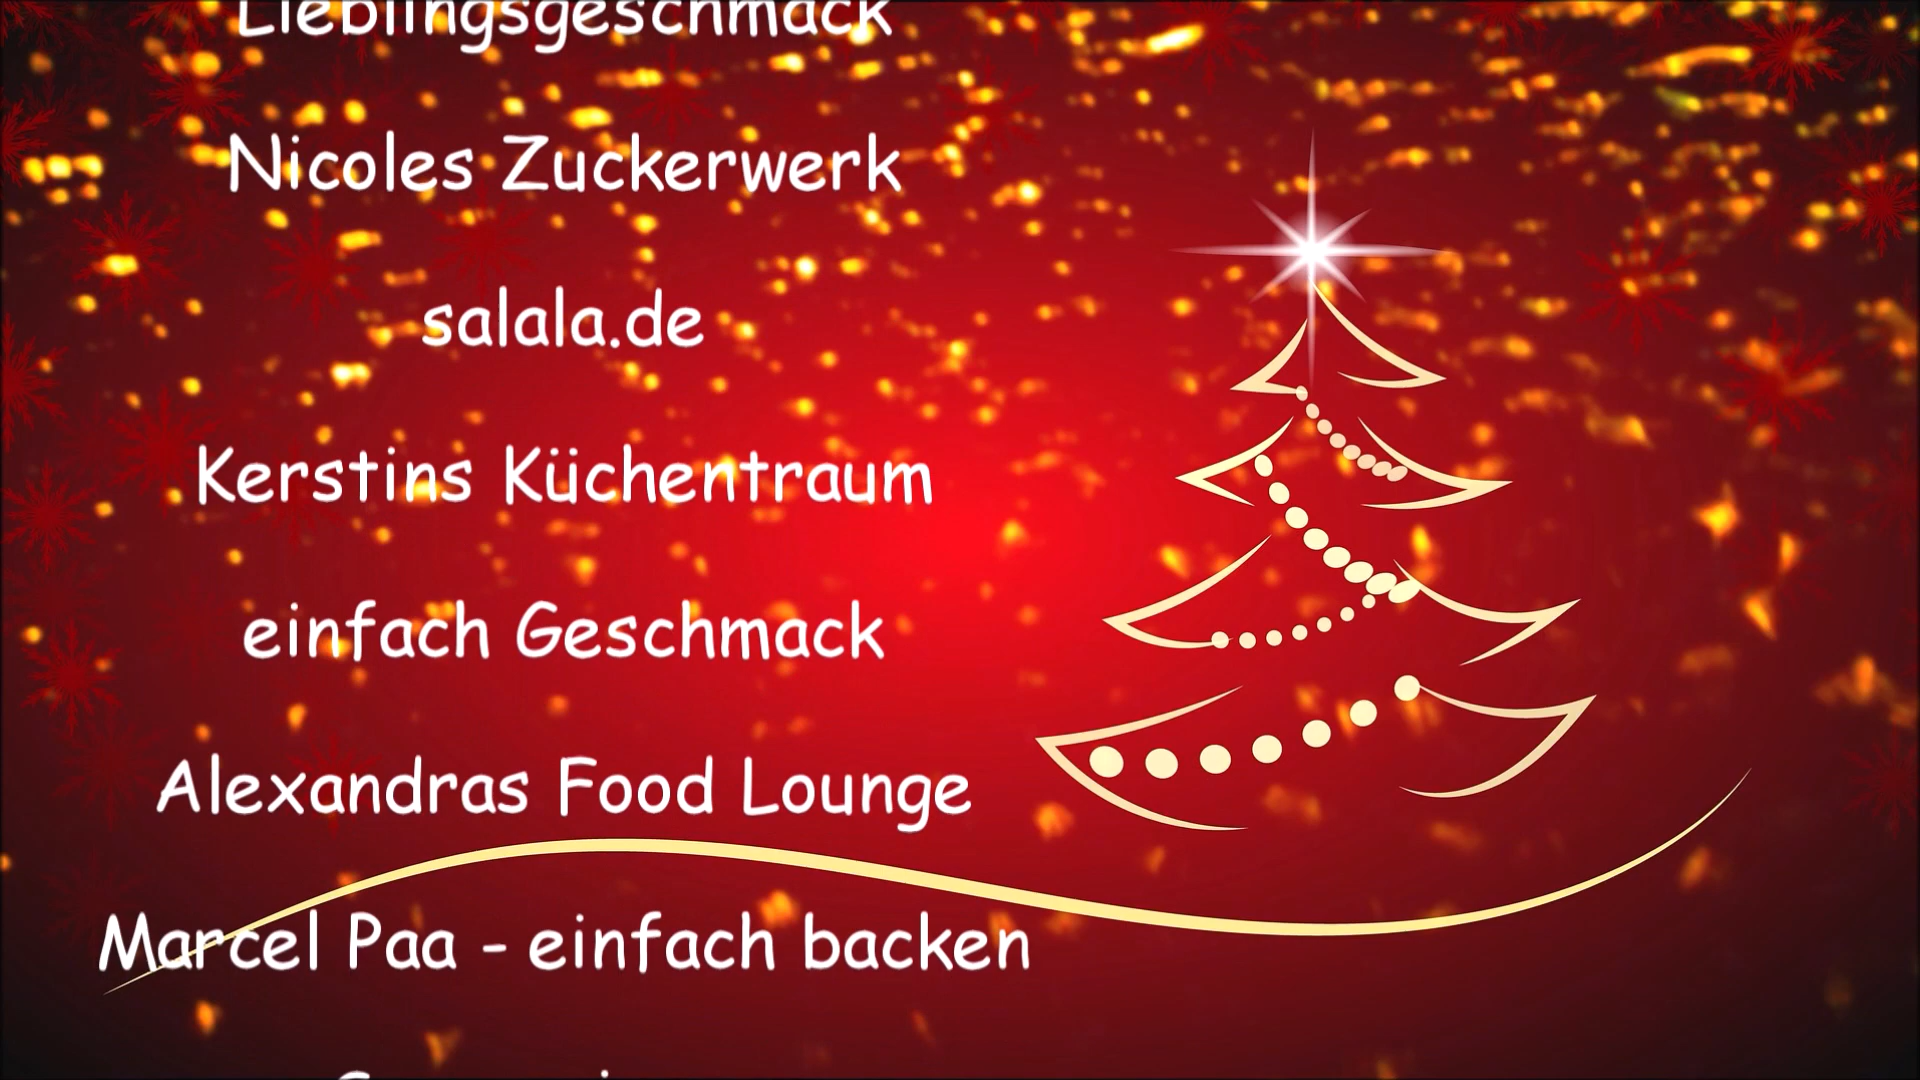 Lieblingsgeschmack
Nicoles Zuckerwerk
salala.de
Kerstins Küchentraum
einfach Geschmack
Alexandras Food Lounge
Marcel Paa - einfach backen